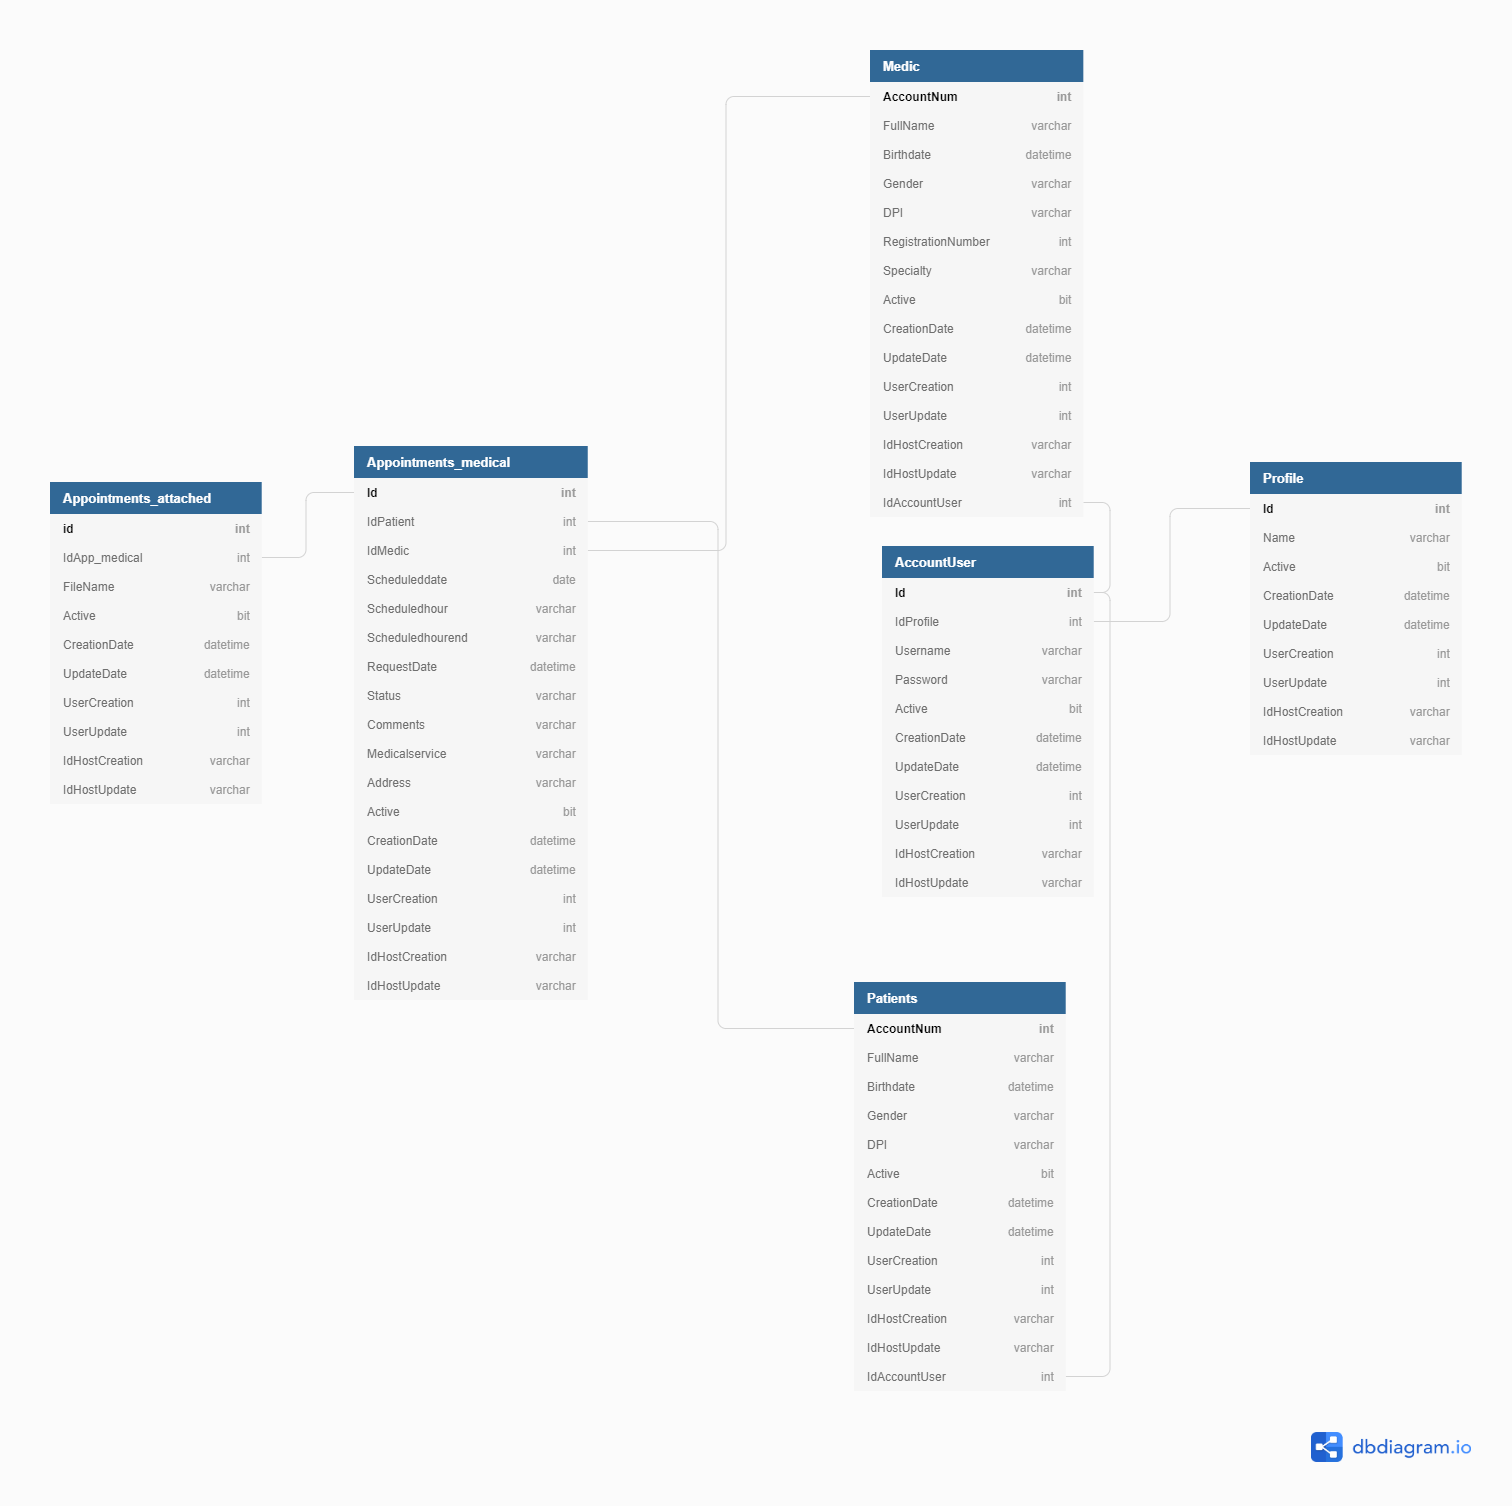 Medic
AccountNum int
FullName varchar
Birthdate datetime
Gender varchar
DPI varchar
RegistrationNumber int
Specialty varchar
Active bit
CreationDate datetime
UpdateDate datetime
UserCreation int
UserUpdate int
IdHostCreation varchar
IdHostUpdate varchar
IdAccountUser int
Appointments_attached
id int
IdApp_medical int
FileName varchar
Active bit
CreationDate datetime
UpdateDate datetime
UserCreation int
UserUpdate int
IdHostCreation varchar
IdHostUpdate varchar
Appointments_medical
Id int
IdPatient int
IdMedic int
Scheduleddate date
Scheduledhour varchar
Scheduledhourend varchar
RequestDate datetime
Status varchar
Comments varchar
Medicalservice varchar
Address varchar
Active bit
CreationDate datetime
UpdateDate datetime
UserCreation int
UserUpdate int
IdHostCreation varchar
IdHostUpdate varchar
AccountUser
Id int
IdProfile int
Username varchar
Password varchar
Active bit
CreationDate datetime
UpdateDate datetime
UserCreation int
UserUpdate int
IdHostCreation varchar
IdHostUpdate varchar
Profile
Id int
Name varchar
Active bit
CreationDate datetime
UpdateDate datetime
UserCreation int
UserUpdate int
IdHostCreation varchar
IdHostUpdate varchar
Patients
AccountNum int
FullName varchar
Birthdate datetime
Gender varchar
DPI varchar
Active bit
CreationDate datetime
UpdateDate datetime
UserCreation int
UserUpdate int
IdHostCreation varchar
IdHostUpdate varchar
IdAccountUser int
dbdiagram.io